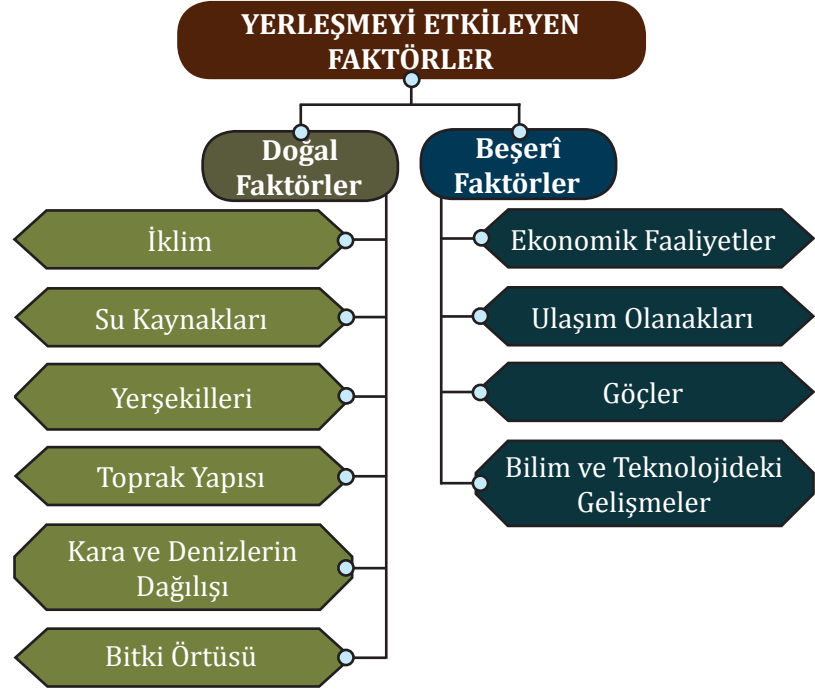 YERLEŞMEYİ ETKİLEYEN
FAKTÖRLER
Doğal
Faktörler
İklim
Su Kaynakları
Yerşekilleri
Toprak Yapısı
Kara ve Denizlerin
Dağılışı
Bitki Örtüsü
Beşerî
Faktörler
Ekonomik Faaliyetler
Ulaşım Olanakları
Göçler
Bilim ve Teknolojideki
Gelişmeler